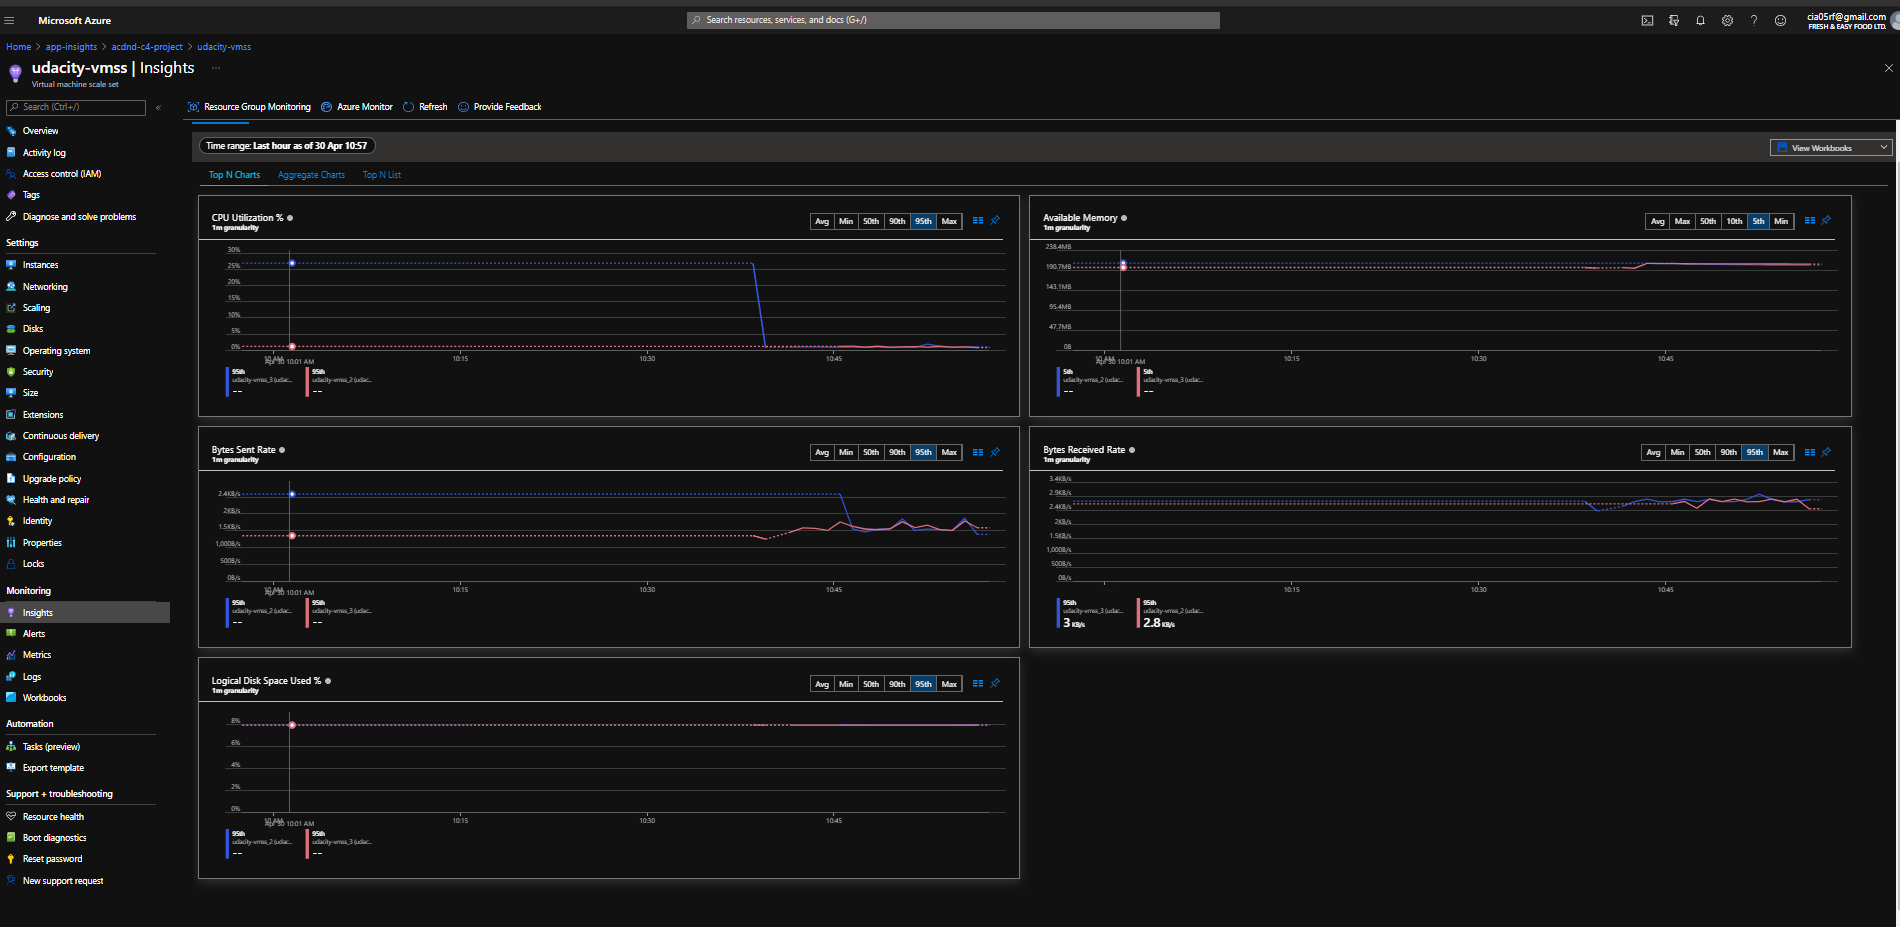 Microsoft Azure
Search resources, services, and docs (G+/)
cia05rf@gmail.com
FRESH & EASY FOOD LTD.
Home > app-insights > acdnd-c4-project > udacity-vmss
udacity-vmss | Insights ...
Virtual machine scale set
Search (Ctrl+/)
«
Overview
Activity log
Access control (IAM)
Tags
Diagnose and solve problems
Settings
Instances
Networking
Scaling
Disks
Operating system
Security
Size
Extensions
Continuous delivery
Configuration
Upgrade policy
Health and repair
Identity
Properties
Locks
Monitoring
Insights
Alerts
Metrics
Logs
Workbooks
Automation
Tasks (preview)
Export template
Support + troubleshooting
Resource health
Boot diagnostics
Reset password
New support request
Resource Group Monitoring Azure Monitor Refresh Provide Feedback
Time range: Last hour as of 30 Apr 10:57
View Workbooks
Top N Charts Aggregate Charts Top N List
CPU Utilization %
1m granularity
Avg Min 50th 90th 95th Max
30%
25%
20%
15%
10%
5%
0%
Apr 30 10:01 AM
10:15 10:30 10:45
95th 95th
udacity-vmss_3 (udac... udacity-vmss_2 (udac...
-- --
Available Memory
1m granularity
Avg Max 50th 10th 5th Min
238.4MB
190.7MB
143.1MB
95.4MB
47.7MB
0B
Apr 30 10:01 AM
10:15 10:30 10:45
5th 5th
udacity-vmss_2 (udac... udacity-vmss_3 (udac...
-- --
Bytes Sent Rate
1m granularity
Avg Min 50th 90th 95th Max
2.4KB/s
2KB/s
1.5KB/s
1,000B/s
500B/s
0B/s
Apr 30 10:01 AM
10:15 10:30 10:45
95th 95th
udacity-vmss_2 (udac... udacity-vmss_3 (udac...
-- --
Bytes Received Rate
1m granularity
Avg Min 50th 90th 95th Max
3.4KB/s
2.9KB/s
2.4KB/s
2KB/s
1.5KB/s
1,000B/s
500B/s
0B/s
10:15 10:30 10:45
95th 95th
udacity-vmss_3 (udac... udacity-vmss_2 (udac...
3 KB/s 2.8 KB/s
Logical Disk Space Used %
1m granularity
Avg Min 50th 90th 95th Max
8%
6%
4%
2%
0%
Apr 30 10:01 AM
10:15 10:30 10:45
95th 95th
udacity-vmss_2 (udac... udacity-vmss_3 (udac...
-- --